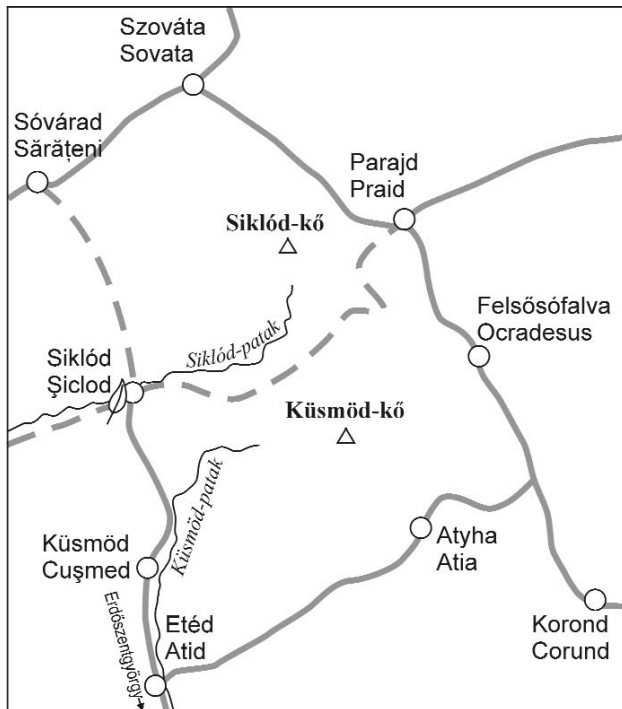 Szováta
Sovata
Sóvárad
Sărățeni
Parajd
Praid
Siklód-kő
Felsősófalva
Ocradesus
Siklód-patak
Siklód
Şiclod
Küsmöd-kő
Küsmöd-patak
Küsmöd
Cuşmed
Atyha
Atia
Erdőszentgyörgy
Etéd
Atid
Korond
Corund